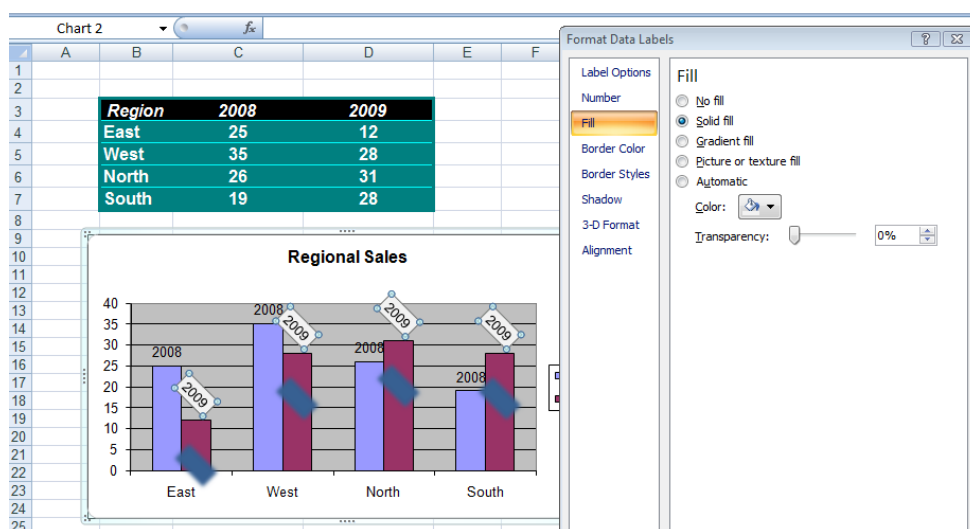 Chart 2
fx
Format Data Labels
A B C D E F
1
2
3 Region 2008 2009
4 East 25 12
5 West 35 28
6 North 26 31
7 South 19 28
8
9
10
11
12
13
14
15
16
17
18
19
20
21
22
23
24
25
Regional Sales
40
35
30
25
20
15
10
5
0
2008 2009
2008 2009
2008 2009
2008 2009
East West North South
Label Options
Number
Fill
Border Color
Border Styles
Shadow
3-D Format
Alignment
Fill
No fill
Solid fill
Gradient fill
Picture or texture fill
Automatic
Color:
Transparency: 0%